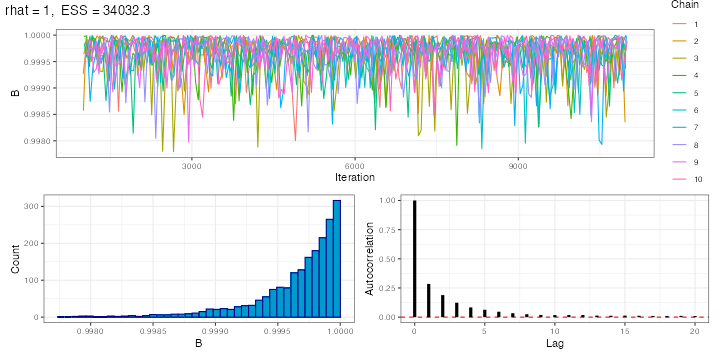 rhat = 1, ESS = 34032.3
Chain
1
2
3
4
5
6
7
8
9
10
B
1.0000
0.9995
0.9990
0.9985
0.9980
3000 6000 9000
Iteration
Count
300
200
100
0
0.9980 0.9985 0.9990 0.9995 1.0000
B
Autocorrelation
1.00
0.75
0.50
0.25
0.00
0 5 10 15 20
Lag